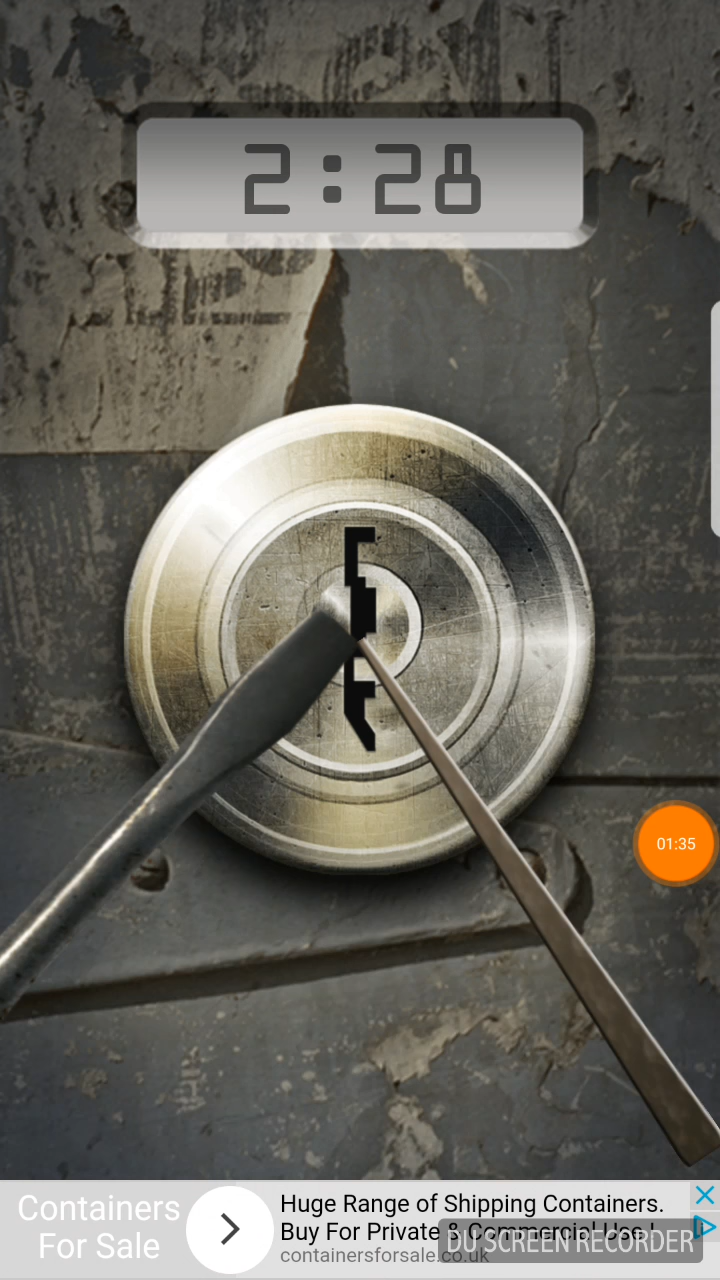 2:28
01:35
Containers
For Sale
Huge Range of Shipping Containers.
Buy For Private & Commercial Use !
containersforsale.co.uk
DU SCREEN RECORDER